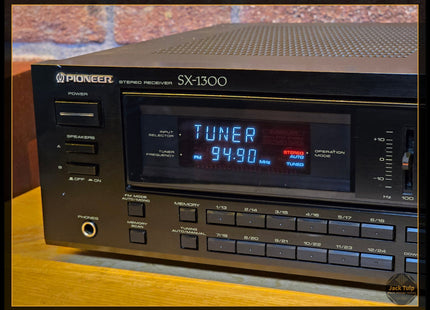 PIONEER STEREO RECEIVER SX-1300
POWER
SPEAKERS
A
B
OFF ON
PHONES
INPUT
SELECTOR
TUNER
FREQUENCY
TUNER
94.90
FM MHz
STEREO
AUTO
TUNED
OPERATION
MODE
+10
0
-10
Hz 100
FM MODE
AUTO/MONO
MEMORY
SCAN
MEMORY
TUNING
AUTO/MANUAL
1/13 2/14 3/15 4/16 5/17 6/18
7/19 8/20 9/21 10/22 11/23 12/24
DOWN
Jack Tulp